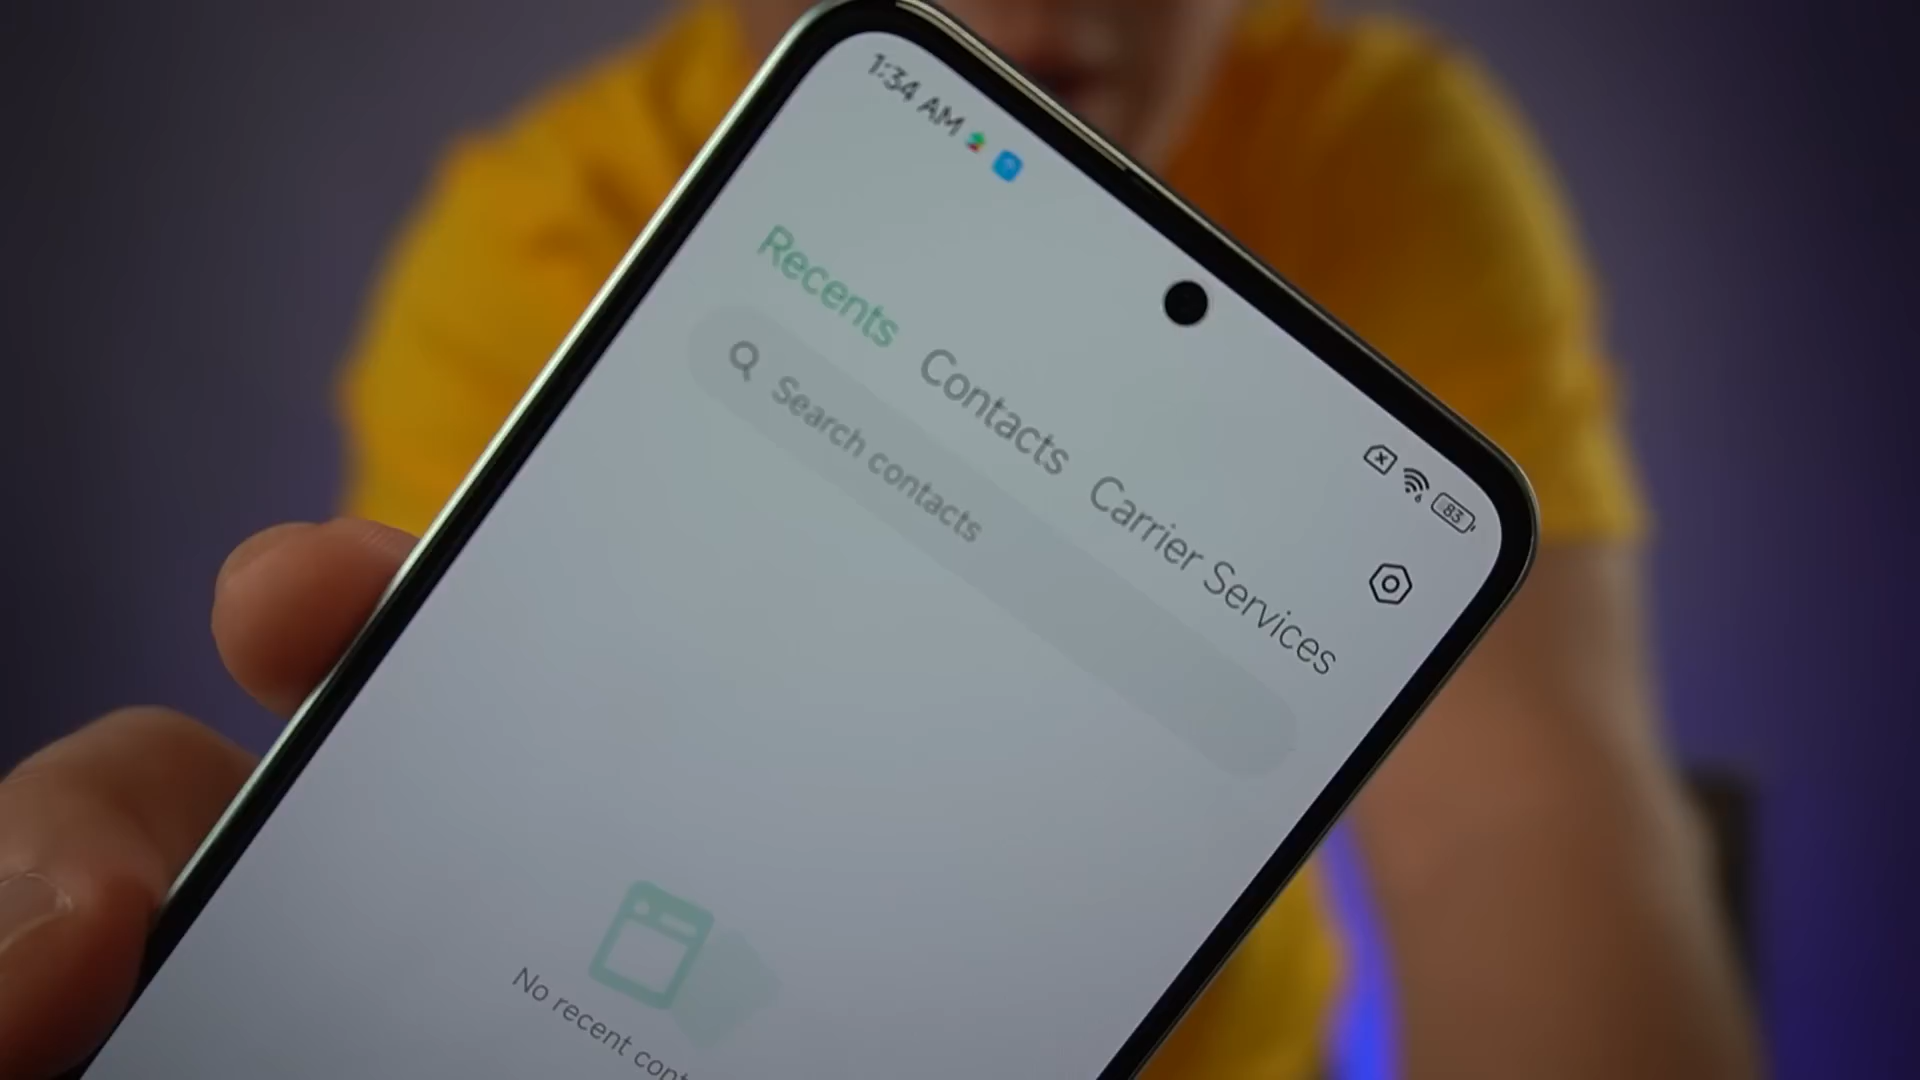 1:34 AM
83
Recents Contacts Carrier Services
Search contacts
No recent